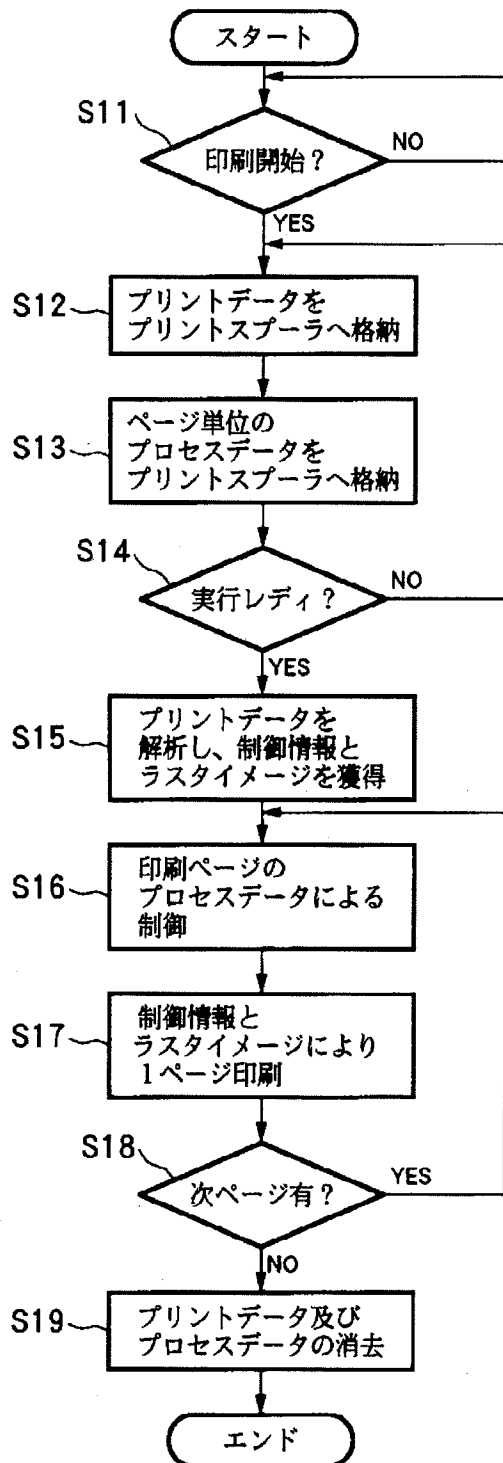 スタート
S11
印刷開始？
NO
YES
S12
プリントデータを
プリントスプーラへ格納
S13
ページ単位の
プロセスデータを
プリントスプーラへ格納
S14
実行レディ？
NO
YES
S15
プリントデータを
解析し、制御情報と
ラスタイメージを獲得
S16
印刷ページの
プロセスデータによる
制御
S17
制御情報と
ラスタイメージにより
１ページ印刷
S18
次ページ有？
YES
NO
S19
プリントデータ及び
プロセスデータの消去
エンド